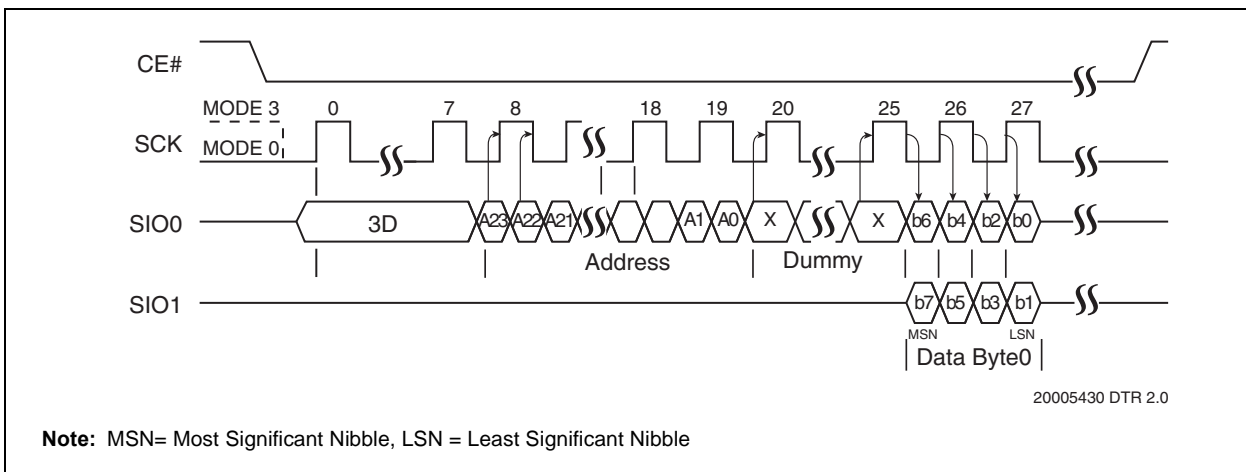 CE#
MODE 3 0 7 8 18 19 20 25 26 27
SCK
MODE 0
SIO0 3D A23 A22 A21 A1 A0 X X b6 b4 b2 b0
Address Dummy
SIO1 b7 b5 b3 b1
MSN LSN
Data Byte0
20005430 DTR 2.0
Note: MSN= Most Significant Nibble, LSN = Least Significant Nibble